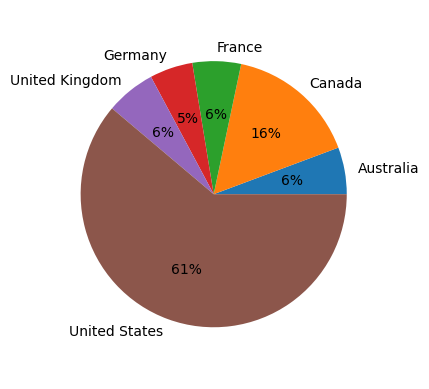 France
Germany
United Kingdom
Canada
5%
6%
6%
16%
Australia
6%
61%
United States